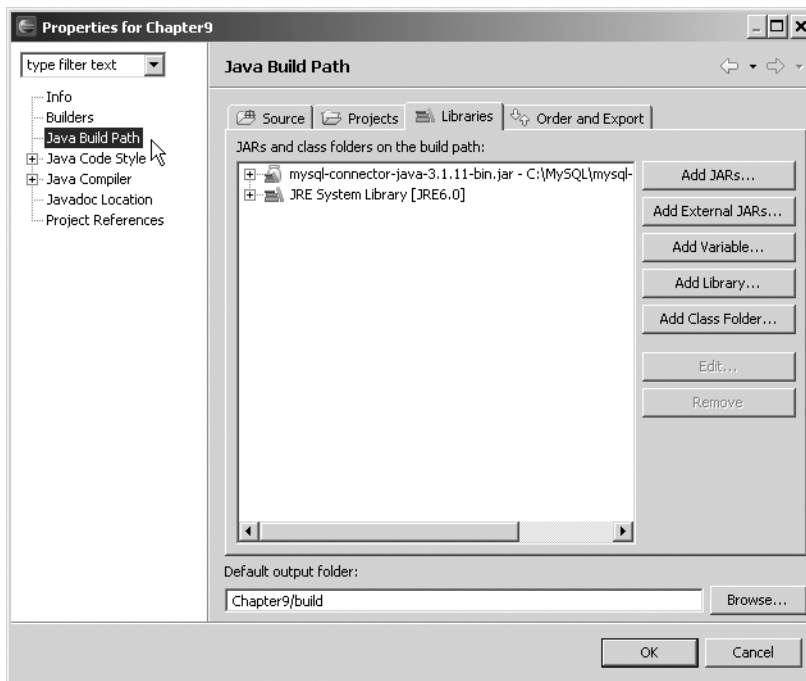 Properties for Chapter9
type filter text
Info
Builders
Java Build Path
Java Code Style
Java Compiler
Javadoc Location
Project References
Java Build Path
Source
Projects
Libraries
Order and Export
JARs and class folders on the build path:
mysql-connector-java-3.1.11-bin.jar - C:\MySQL\mysql-
JRE System Library [JRE6.0]
Add JARs...
Add External JARs...
Add Variable...
Add Library...
Add Class Folder...
Edit...
Remove
Default output folder:
Chapter9/build
Browse...
OK
Cancel